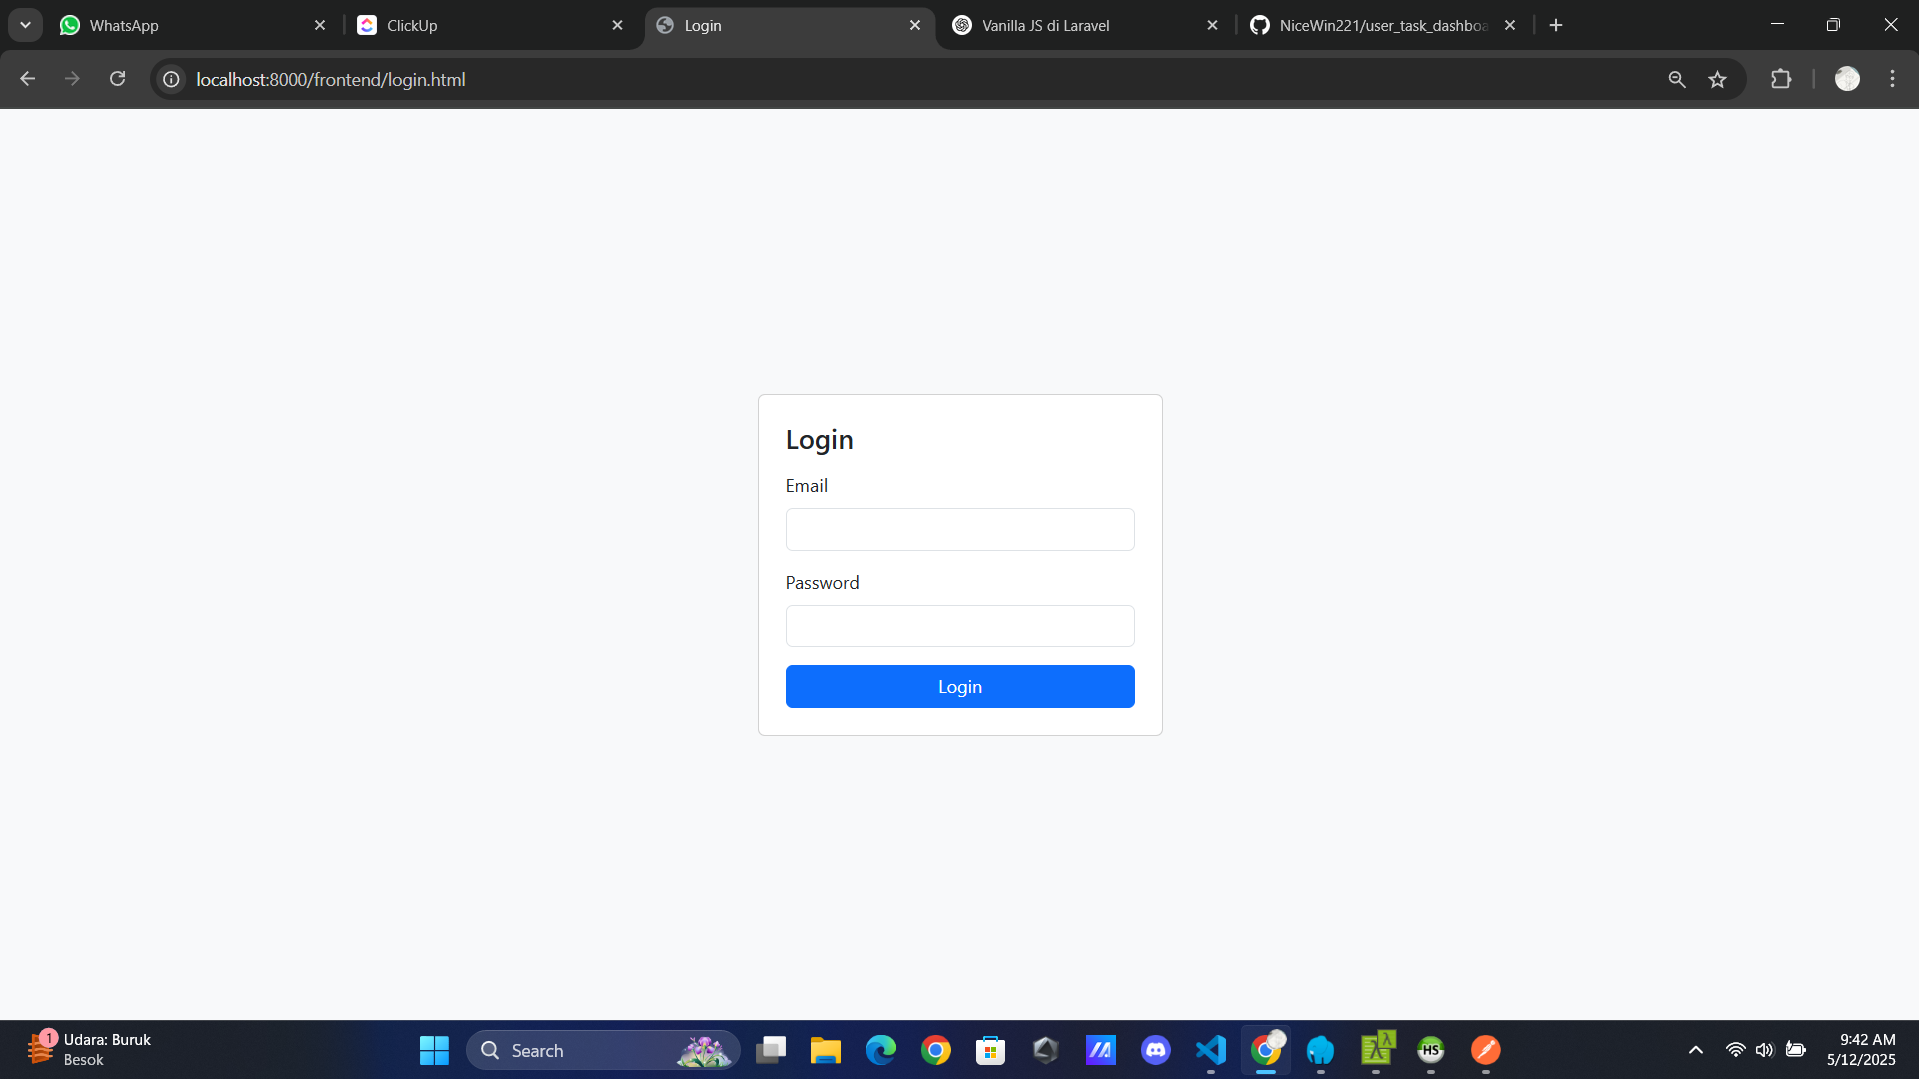 WhatsApp
ClickUp
Login
Vanilla JS di Laravel
NiceWin221/user_task_dashboa
localhost:8000/frontend/login.html
Login
Email
Password
Login
1
Udara: Buruk
Besok
Search
HS
9:42 AM
5/12/2025